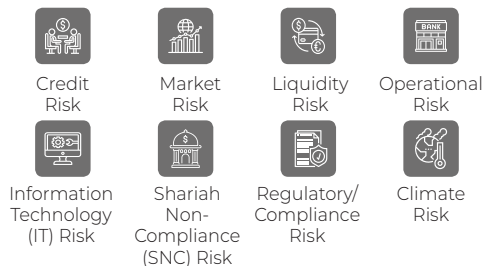 $
$
€
BANK
Credit
Risk
Market
Risk
Liquidity
Risk
Operational
Risk
$
Information
Technology
(IT) Risk
Shariah
Non-
Compliance
(SNC) Risk
Regulatory/
Compliance
Risk
Climate
Risk